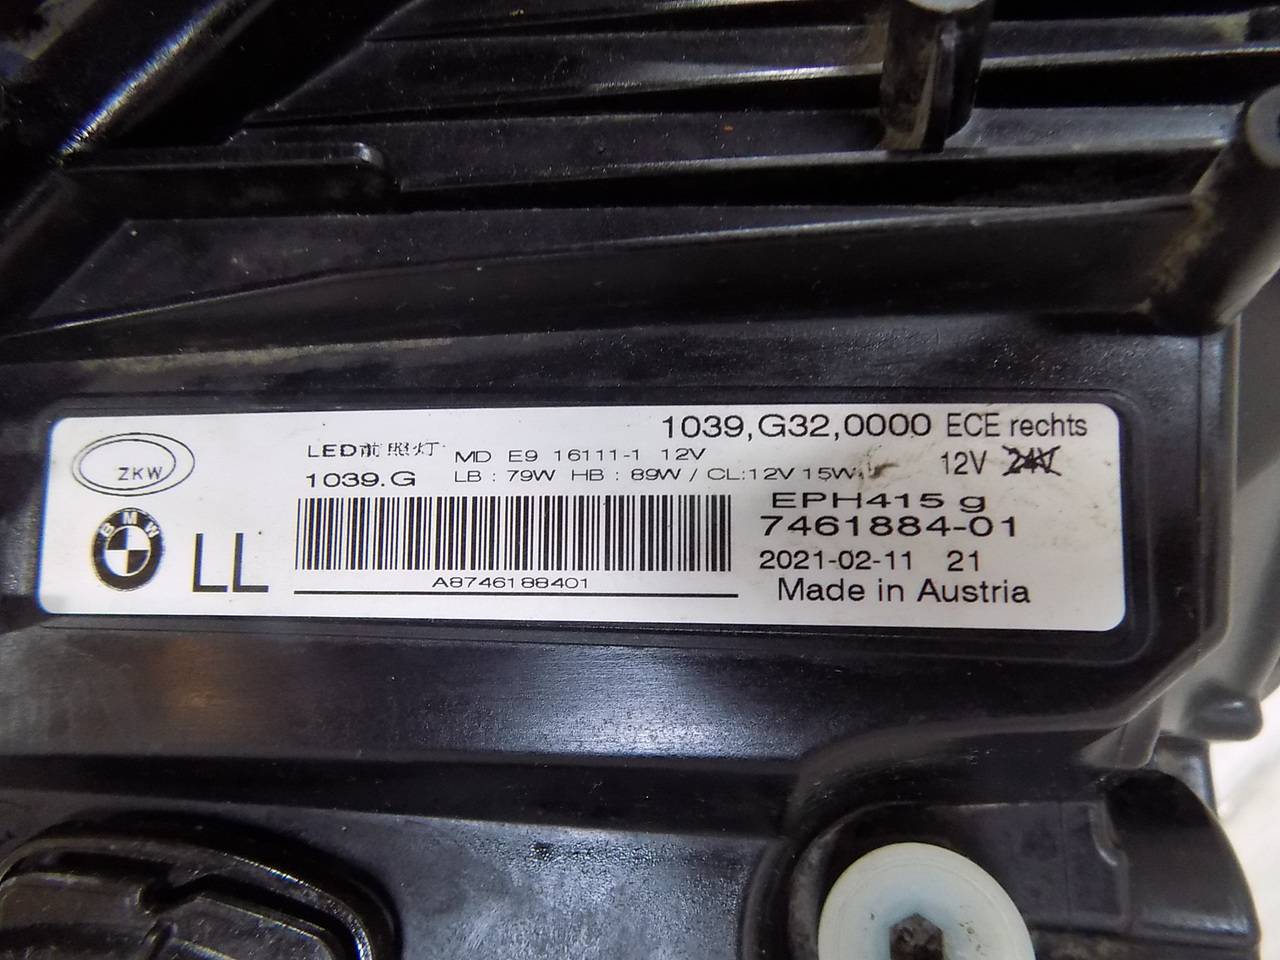 1039,G32,0000 ECE rechts
ZKW
LED前照灯 MD E9 16111-1 12V
12V 24V
1039.G LB : 79W HB : 89W / CL:12V 15W
EPH415 g
BMW
LL
7461884-01
2021-02-11 21
A8746188401
Made in Austria